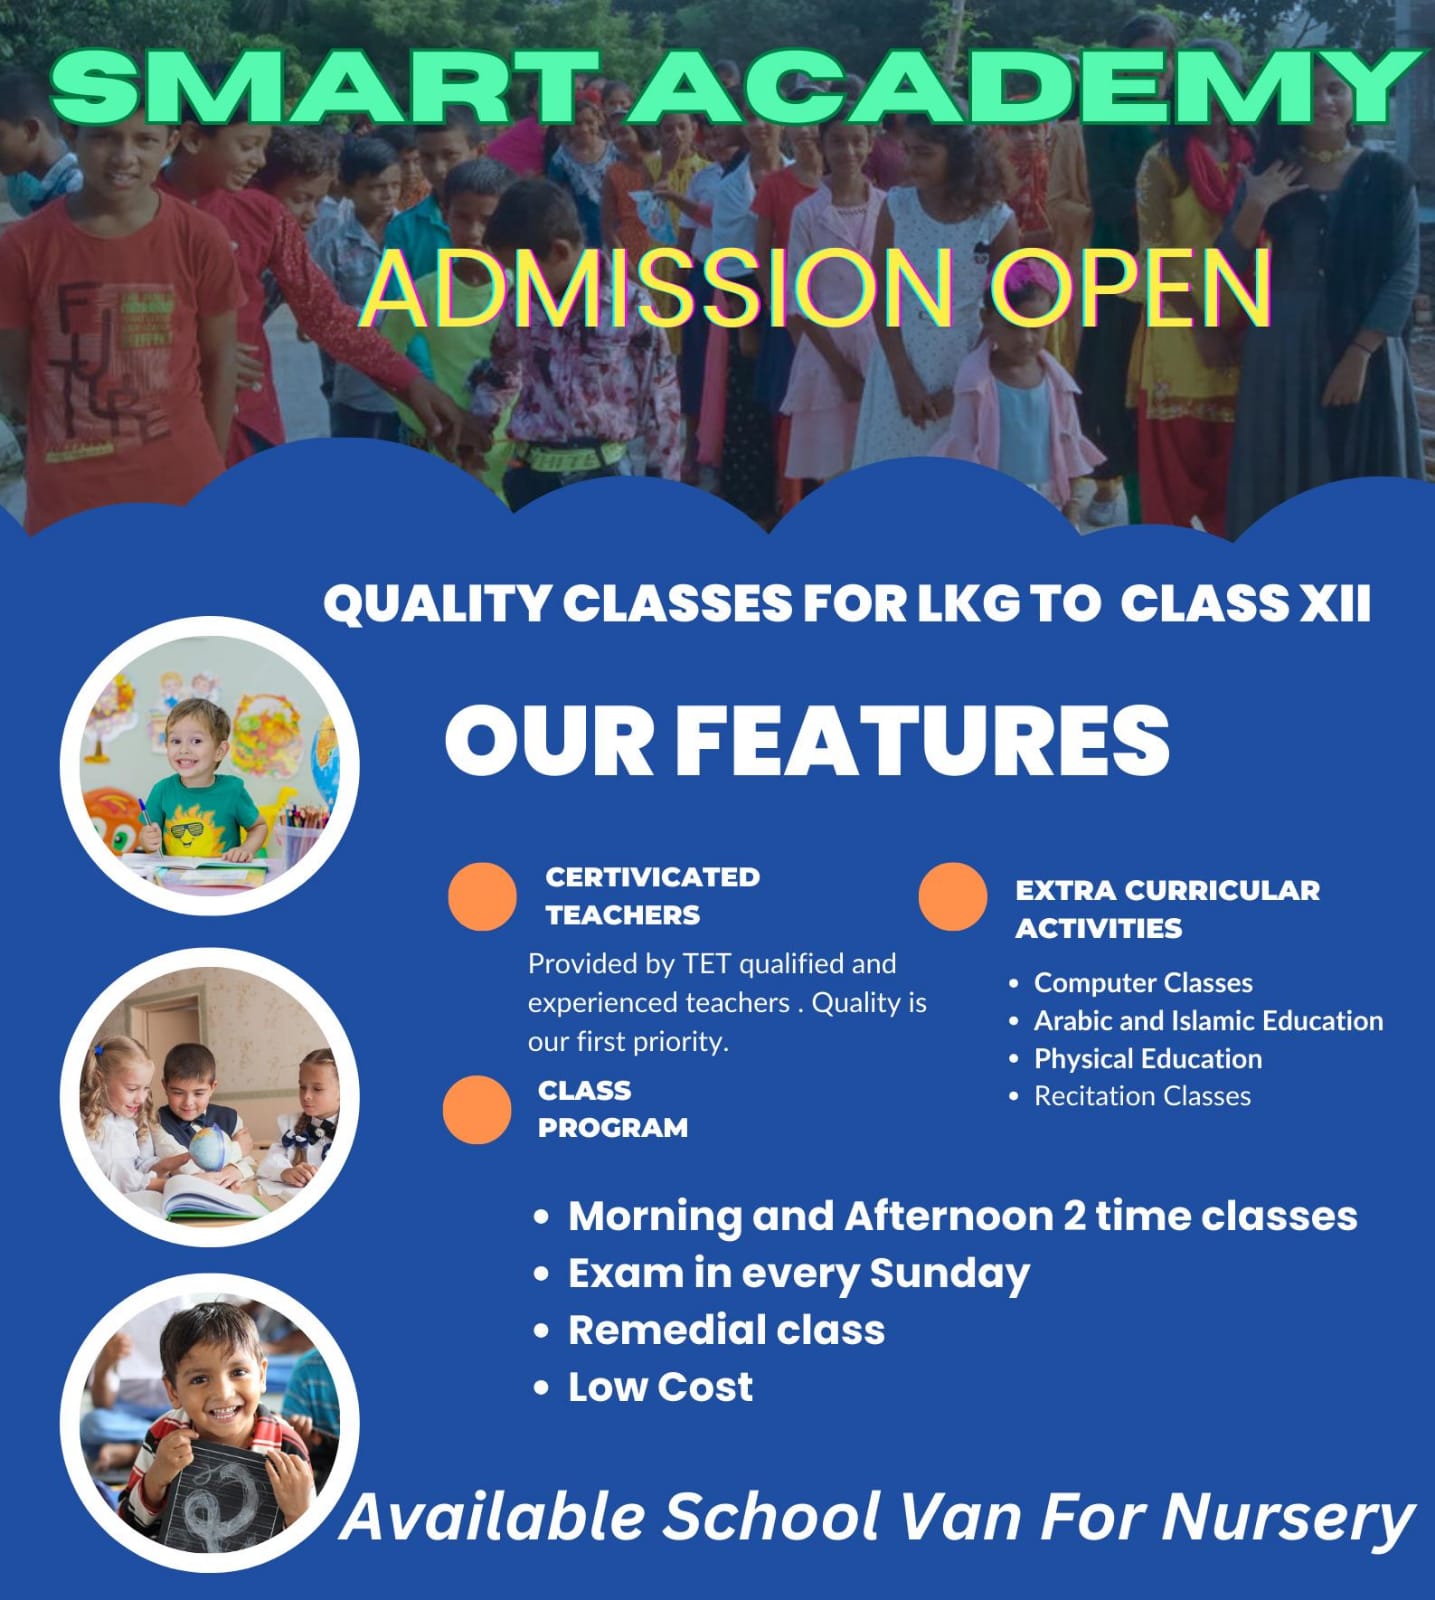 SMART ACADEMY
ADMISSION OPEN
FUTURE
WHITE
QUALITY CLASSES FOR LKG TO CLASS XII
OUR FEATURES
CERTIVICATED
TEACHERS
Provided by TET qualified and
experienced teachers . Quality is
our first priority.
EXTRA CURRICULAR
ACTIVITIES
• Computer Classes
• Arabic and Islamic Education
• Physical Education
• Recitation Classes
CLASS
PROGRAM
• Morning and Afternoon 2 time classes
• Exam in every Sunday
• Remedial class
• Low Cost
Available School Van For Nursery